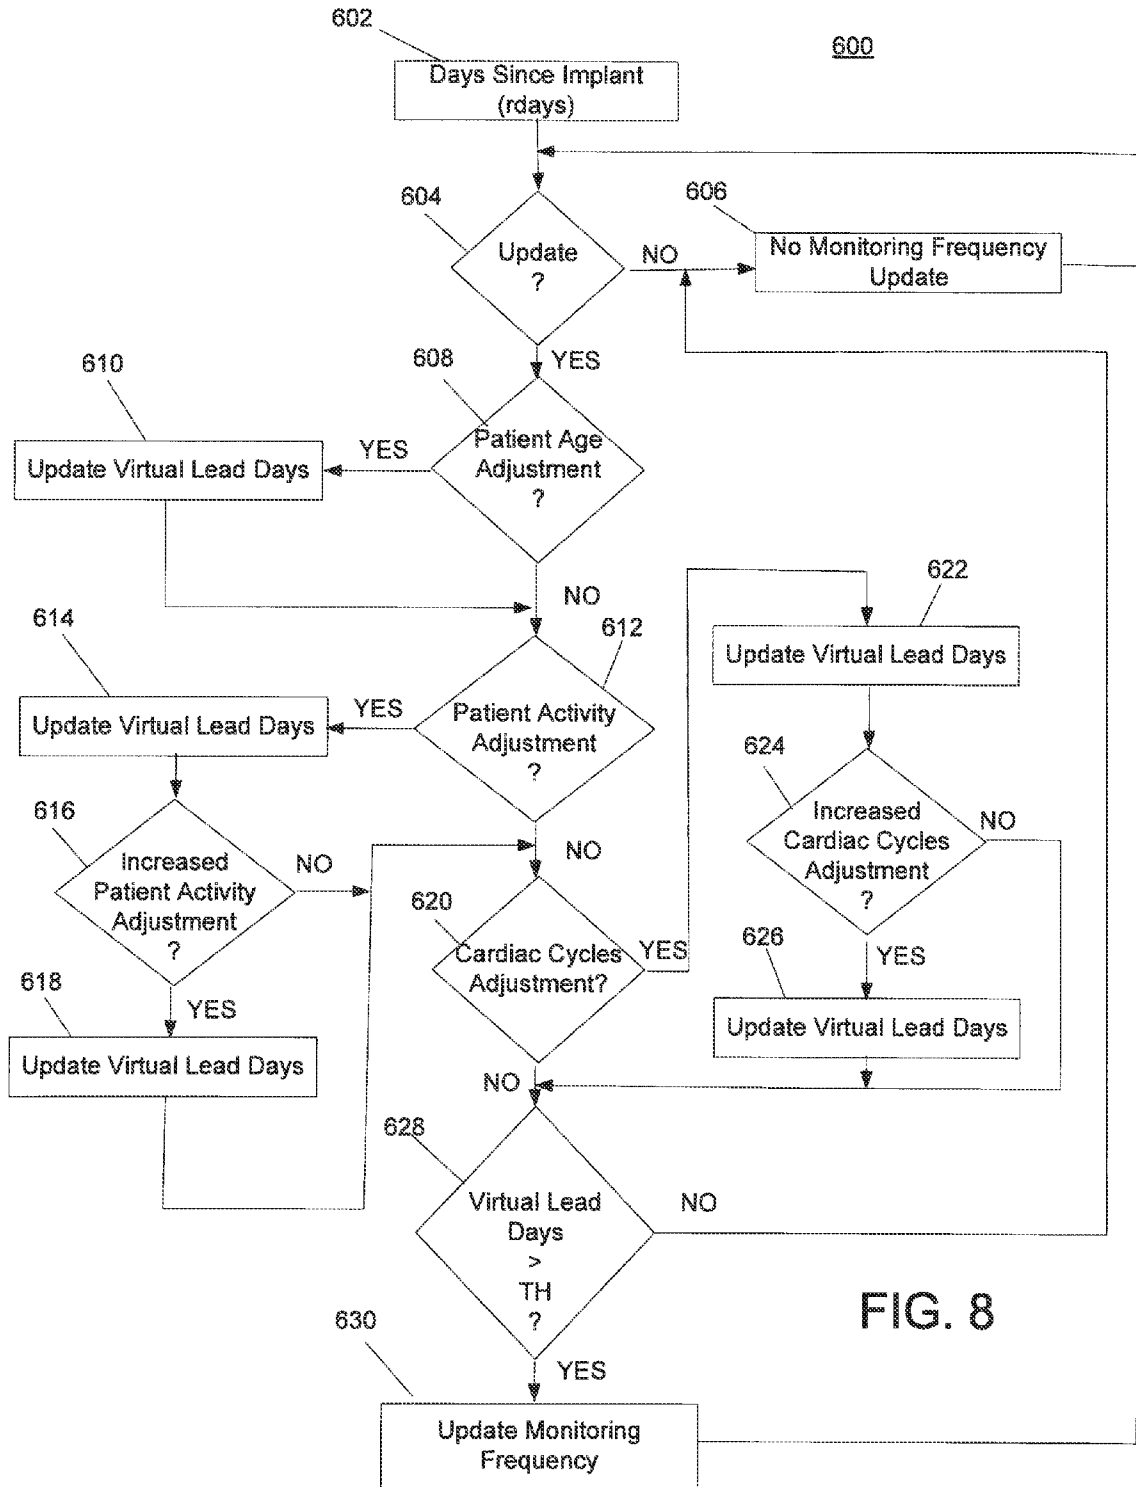 602
600
Days Since Implant
(rdays)
604
606
Update
?
NO
No Monitoring Frequency
Update
YES
608
610
Patient Age
Adjustment
?
YES
Update Virtual Lead Days
NO
622
614
612
Update Virtual Lead Days
Patient Activity
Adjustment
?
YES
Update Virtual Lead Days
624
616
Increased
Cardiac Cycles
Adjustment
?
NO
NO
Increased
Patient Activity
Adjustment
?
NO
620
Cardiac Cycles
Adjustment?
YES
626
YES
618
YES
Update Virtual Lead Days
Update Virtual Lead Days
NO
628
Virtual Lead
Days
>
TH
?
NO
FIG. 8
630
YES
Update Monitoring
Frequency